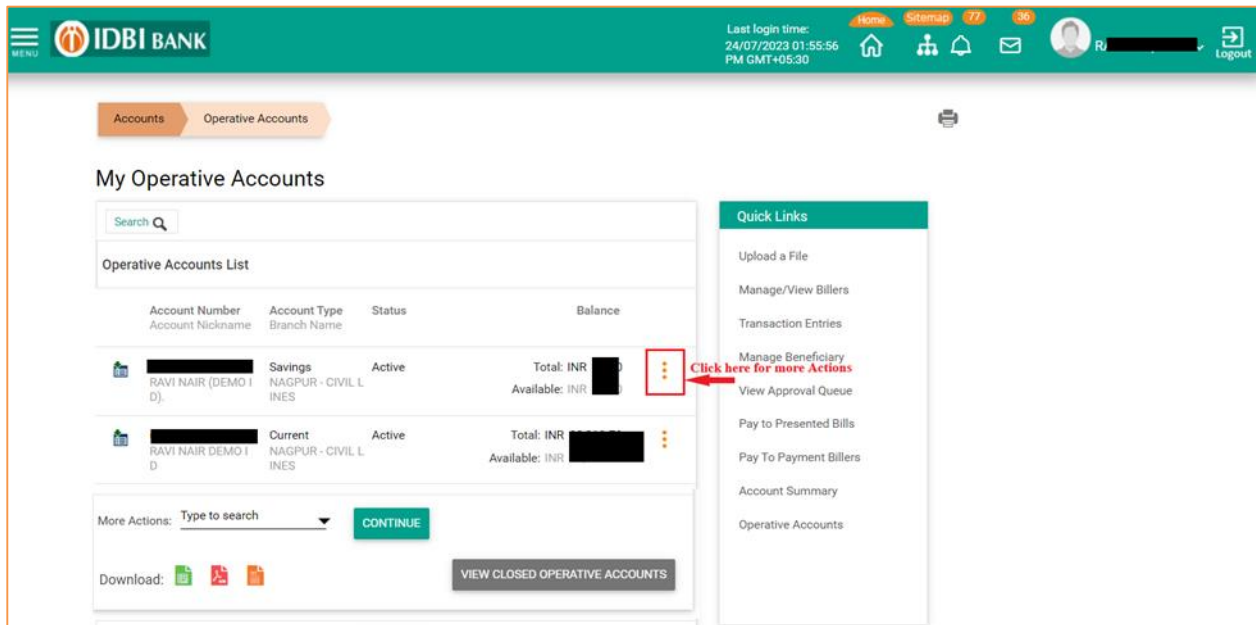 MENU
IDBI BANK
Last login time:
24/07/2023 01:55:56
PM GMT+05:30
Home
Sitemap
77
36
Logout
Accounts
Operative Accounts
My Operative Accounts
Search
Operative Accounts List
Account Number Account Type Status Balance
Account Nickname Branch Name
Savings Active Total: INR
RAVI NAIR (DEMO I NAGPUR - CIVIL L Available: INR
D). INES
Click here for more Actions
Current Active Total: INR
RAVI NAIR DEMO I NAGPUR - CIVIL L Available: INR
D INES
More Actions: Type to search CONTINUE
Download:
VIEW CLOSED OPERATIVE ACCOUNTS
Quick Links
Upload a File
Manage/View Billers
Transaction Entries
Manage Beneficiary
View Approval Queue
Pay to Presented Bills
Pay To Payment Billers
Account Summary
Operative Accounts